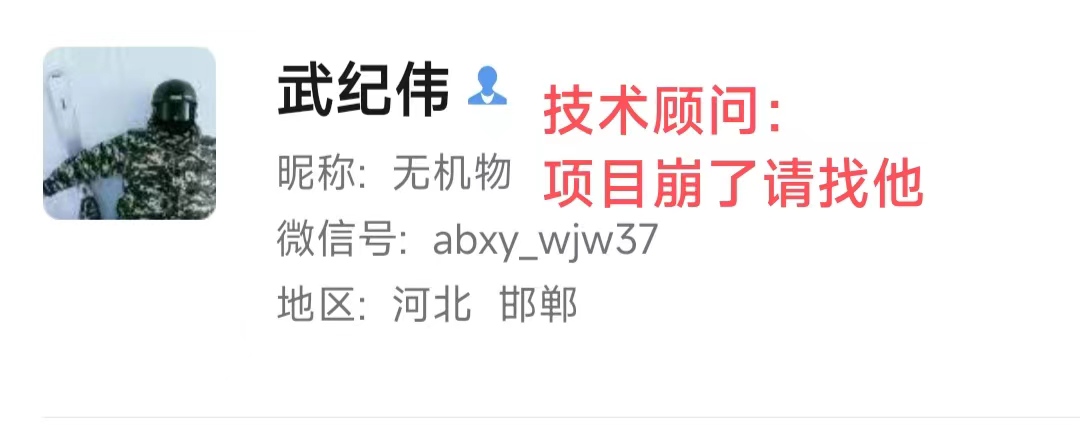 武纪伟
技术顾问：
项目崩了请找他
昵称: 无机物
微信号: abxy_wjw37
地区: 河北 邯郸